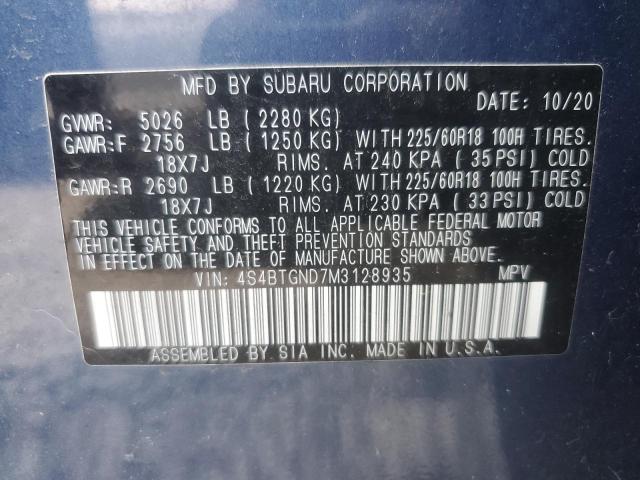 MFD BY SUBARU CORPORATION
DATE: 10/20
GVWR: 5026 LB (2280 KG)
GAWR:F 2756 LB (1250 KG) WITH 225/60R18 100H TIRES.
18X7J RIMS. AT 240 KPA (35 PSI) COLD
GAWR:R 2690 LB (1220 KG) WITH 225/60R18 100H TIRES.
18X7J RIMS. AT 230 KPA (33 PSI) COLD
THIS VEHICLE CONFORMS TO ALL APPLICABLE FEDERAL MOTOR
VEHICLE SAFETY AND THEFT PREVENTION STANDARDS IN
EFFECT ON THE DATE OF MANUFACTURE SHOWN ABOVE.
VIN: 4S4BTGND7M3128935 MPV
ASSEMBLED BY SIA INC. MADE IN U.S.A.